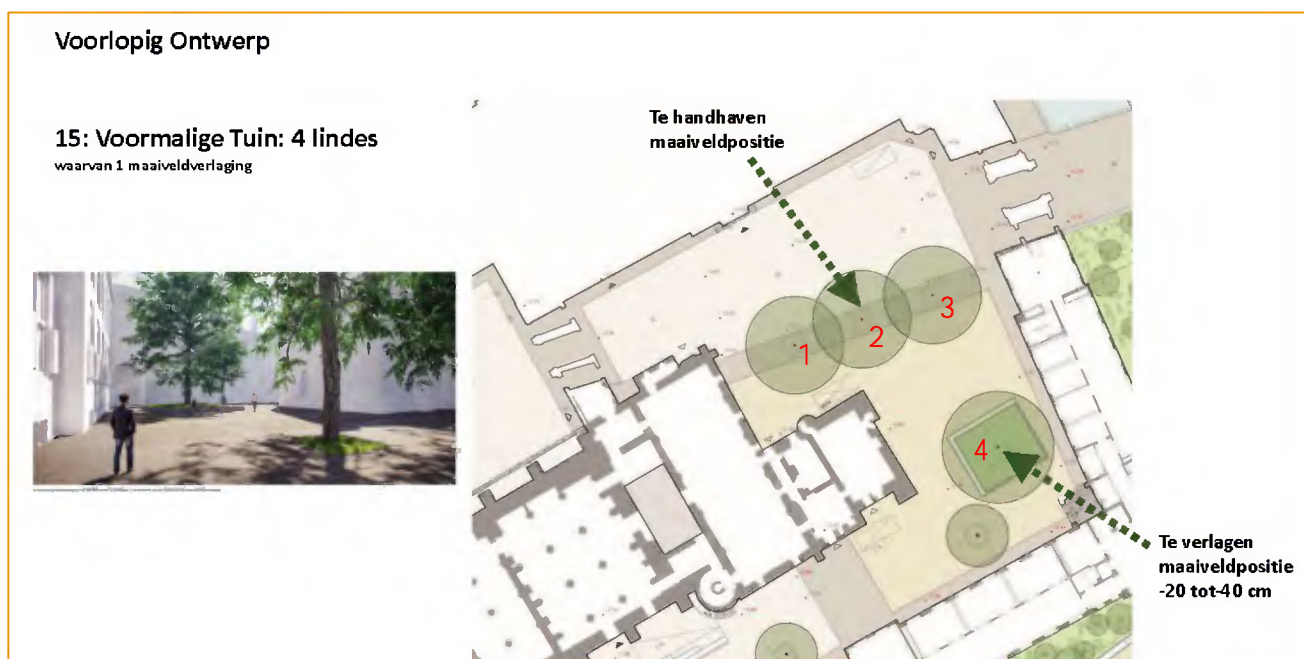 Voorlopig Ontwerp
15: Voormalige Tuin: 4 lindes
waarvan 1 maaiveldverlaging
Te handhaven
maaiveldpositie
1
2
3
4
Te verlagen
maaiveldpositie
-20 tot-40 cm